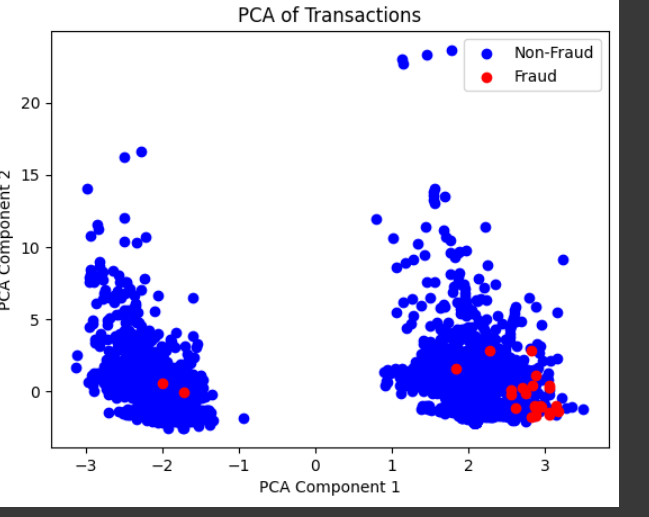 PCA of Transactions
Non-Fraud
Fraud
20
15
10
5
0
PCA Component 2
−3
−2
−1
0
1
2
3
PCA Component 1